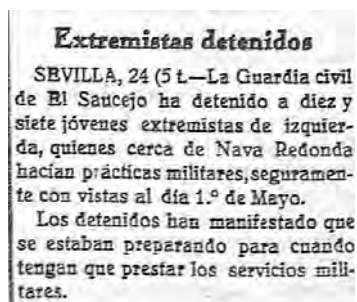 Extremistas detenidos
SEVILLA, 24 (5 t.—La Guardia civil
de El Saucejo ha detenido a diez y
siete jóvenes extremistas de izquier-
da, quienes cerca de Nava Redonda
hacían prácticas militares, seguramen-
te con vistas al día 1.º de Mayo.
Los detenidos han manifestado que
se estaban preparando para cuando
tengan que prestar los servicios mili-
tares.